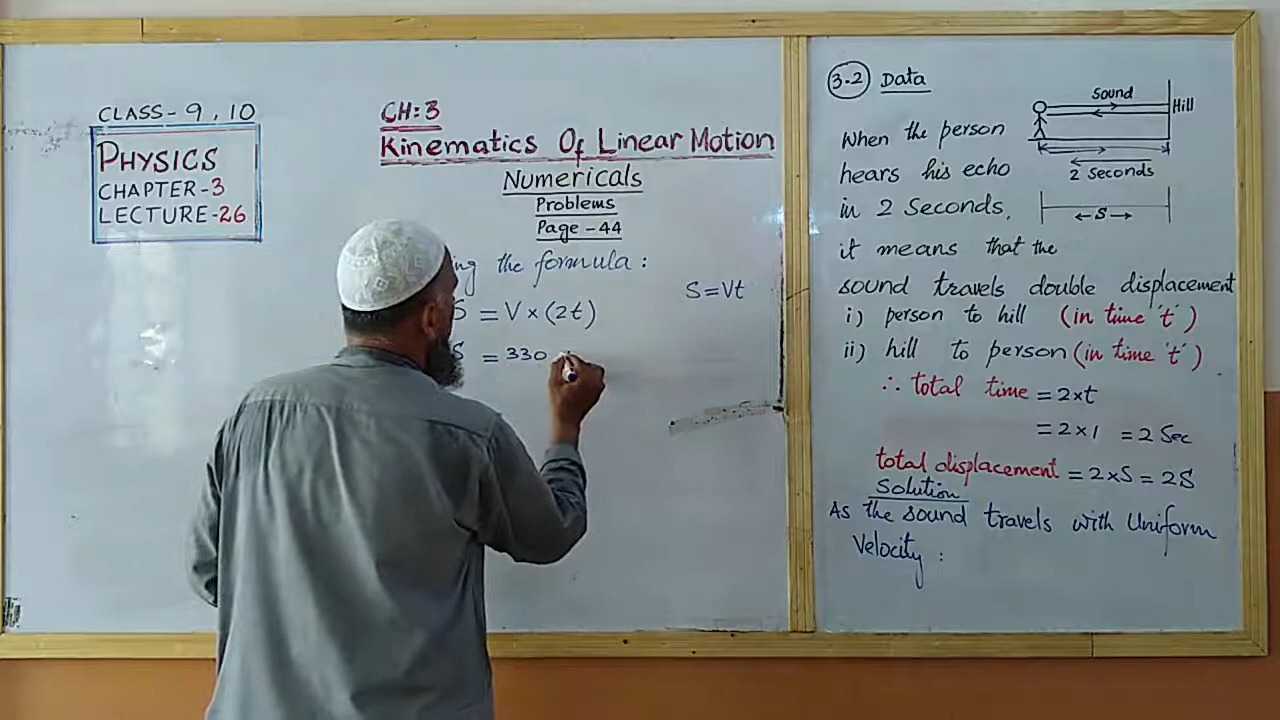 CLASS-9,10
PHYSICS
CHAPTER-3
LECTURE-26
CH:3
Kinematics Of Linear Motion
Numericals
Problems
Page-44
the formula:
S=Vt
S = V×(2t)
S = 330
3.2 Data
Sound
Hill
2 Seconds
←S→
When the person
hears his echo
in 2 Seconds,
it means that the
sound travels double displacement
i) person to hill (in time 't')
ii) hill to person (in time 't')
∴ total time = 2×t
= 2×1 = 2 Sec
total displacement = 2×S = 2S
Solution
As the sound travels with Uniform
Velocity: